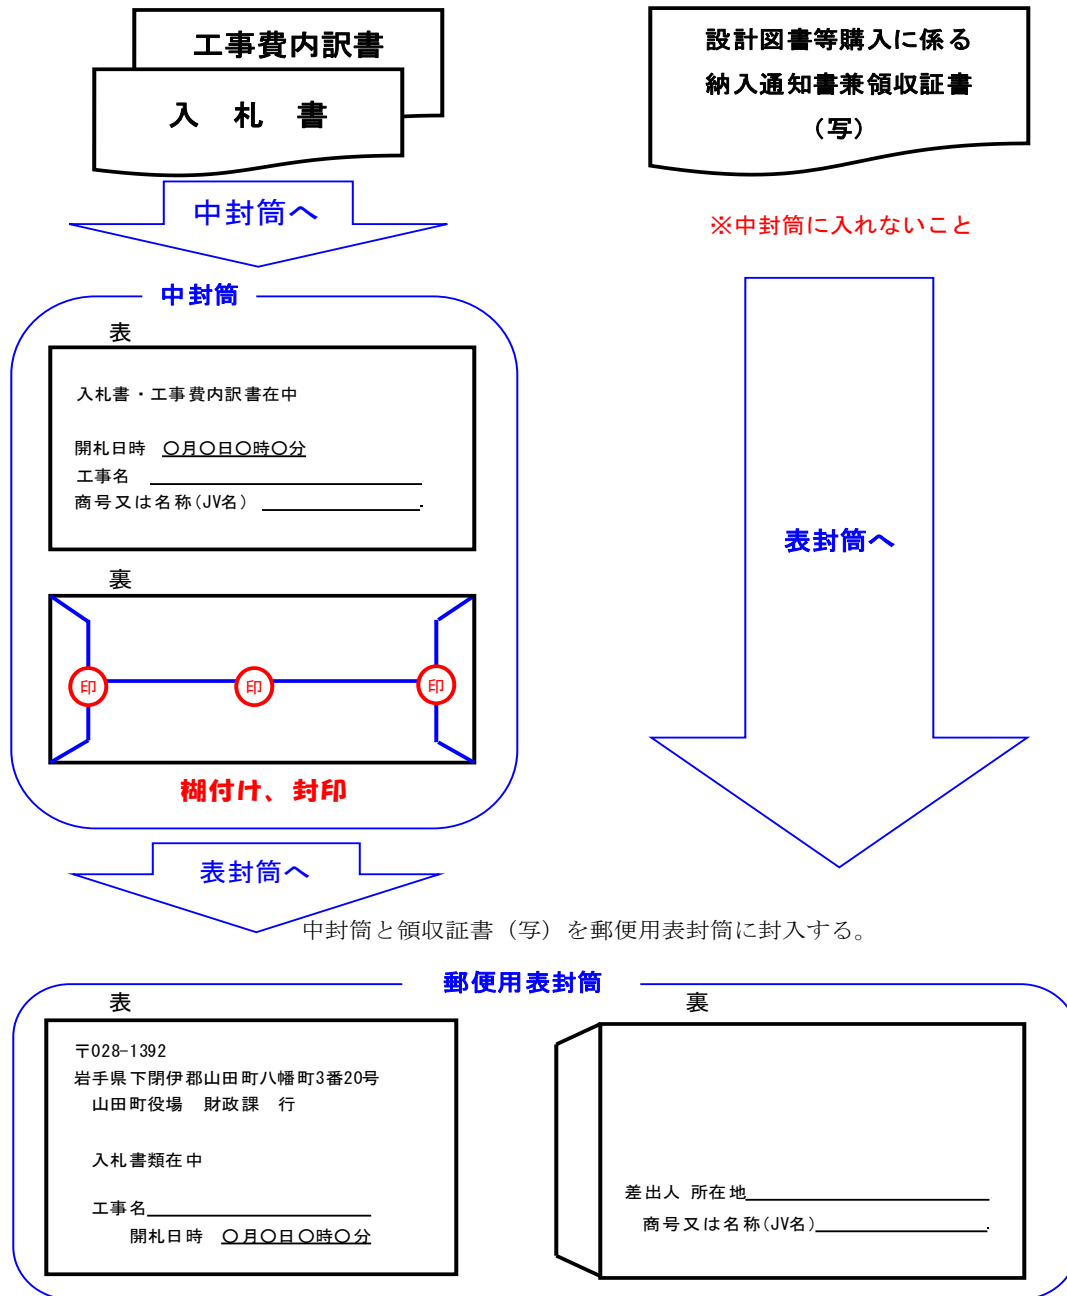 工事費内訳書
入　札　書
設計図書等購入に係る
納入通知書兼領収証書
（写）
中封筒へ
※中封筒に入れないこと
中封筒
表
入札書・工事費内訳書在中
開札日時　〇月〇日〇時〇分
工事名
商号又は名称(JV名)
裏
印 印 印
糊付け、封印
表封筒へ
表封筒へ
中封筒と領収証書（写）を郵便用表封筒に封入する。
郵便用表封筒
表
〒028-1392
岩手県下閉伊郡山田町八幡町3番20号
山田町役場　財政課　行
入札書類在中
工事名
開札日時　〇月〇日〇時〇分
裏
差出人 所在地
商号又は名称(JV名)